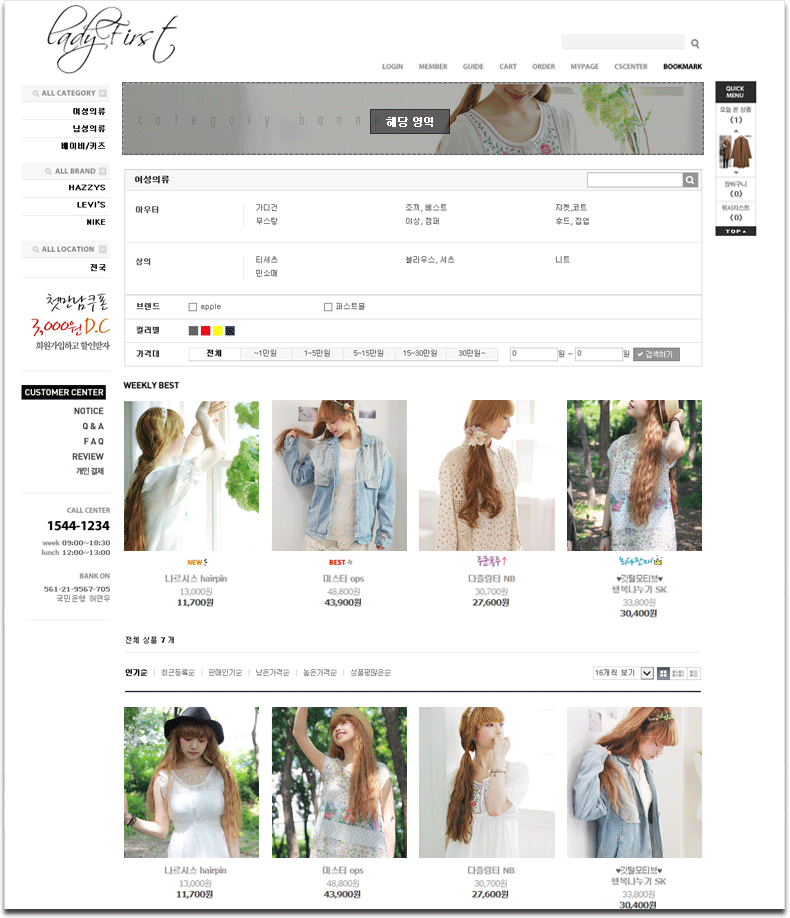 lady First
LOGIN MEMBER GUIDE CART ORDER MYPAGE CSCENTER BOOKMARK
ALL CATEGORY
여성의류
남성의류
베이비/키즈
ALL BRAND
HAZZYS
LEVI'S
NIKE
ALL LOCATION
전국
첫만남쿠폰
3,000원 D.C
회원가입하고 할인받자
CUSTOMER CENTER
NOTICE
Q & A
F A Q
REVIEW
개인 결제
CALL CENTER
1544-1234
week 09:00~18:30
lunch 12:00~13:00
BANK ON
561-21-9567-705
국민은행 허연우
category bann
해당 영역
QUICK
MENU
오늘 본 상품
(1)
장바구니
(0)
위시리스트
(0)
TOP
여성의류
아우터 가디건 조끼, 베스트 자켓,코트
무스탕 야상, 점퍼 후드, 집업
상의 티셔츠 블라우스, 셔츠 니트
민소매
브랜드 apple 퍼스트몰
컬러별
가격대 전체 ~1만원 1~5만원 5~15만원 15~30만원 30만원~ 0 원 ~ 0 원 검색하기
WEEKLY BEST
NEW BEST 주문폭주↑
나르시스 hairpin 미스티 ops 다즐링티 NB ♥깃털모티브♥
행복나누기 SK
13,000원 48,800원 30,700원 33,800원
11,700원 43,900원 27,600원 30,400원
전체 상품 7 개
인기순 최근등록순 판매인기순 낮은가격순 높은가격순 상품평많은순 16개씩 보기
나르시스 hairpin 미스티 ops 다즐링티 NB ♥깃털모티브♥
행복나누기 SK
13,000원 48,800원 30,700원 33,800원
11,700원 43,900원 27,600원 30,400원